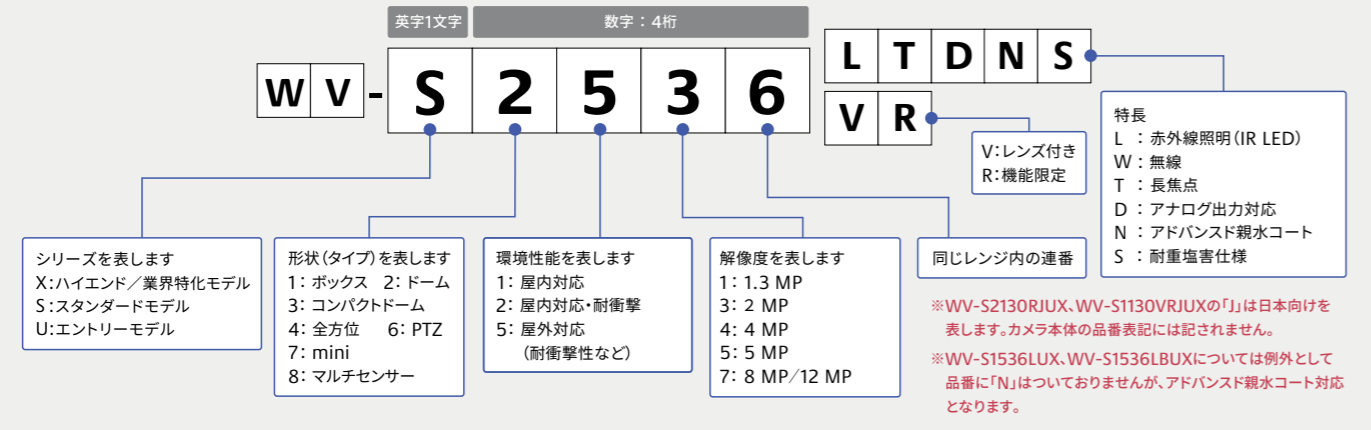 英字1文字
数字：4桁
WV-S2536
LTDNS
VR
V：レンズ付き
R：機能限定
特長
L ：赤外線照明（IR LED）
W：無線
T ：長焦点
D ：アナログ出力対応
N ：アドバンスド親水コート
S ：耐重塩害仕様
シリーズを表します
X：ハイエンド／業界特化モデル
S：スタンダードモデル
U：エントリーモデル
形状（タイプ）を表します
1：ボックス 2：ドーム
3：コンパクトドーム
4：全方位 6：PTZ
7：mini
8：マルチセンサー
環境性能を表します
1：屋内対応
2：屋内対応・耐衝撃
5：屋外対応
（耐衝撃性など）
解像度を表します
1：1.3 MP
3：2 MP
4：4 MP
5：5 MP
7：8 MP/12 MP
同じレンジ内の連番
※WV-S2130RJUX、WV-S1130VRJUXの「J」は日本向けを
表します。カメラ本体の品番表記には記されません。
※WV-S1536LUX、WV-S1536LBUXについては例外として
品番に「N」はついておりませんが、アドバンスド親水コート対応
となります。